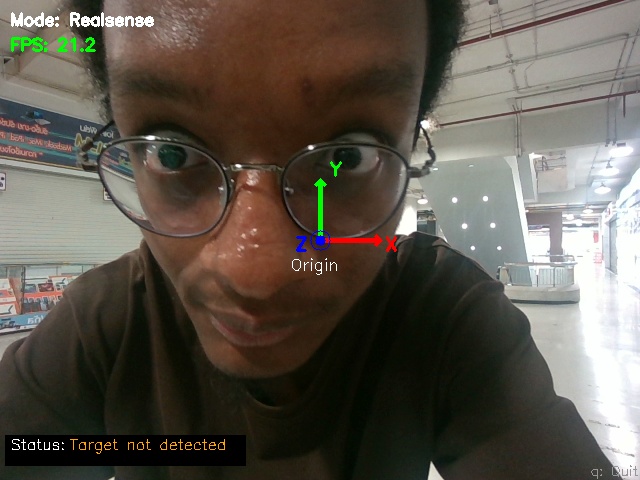 Mode: Realsense
FPS: 21.2
Y
Z
X
Origin
Status: Target not detected
q: Quit